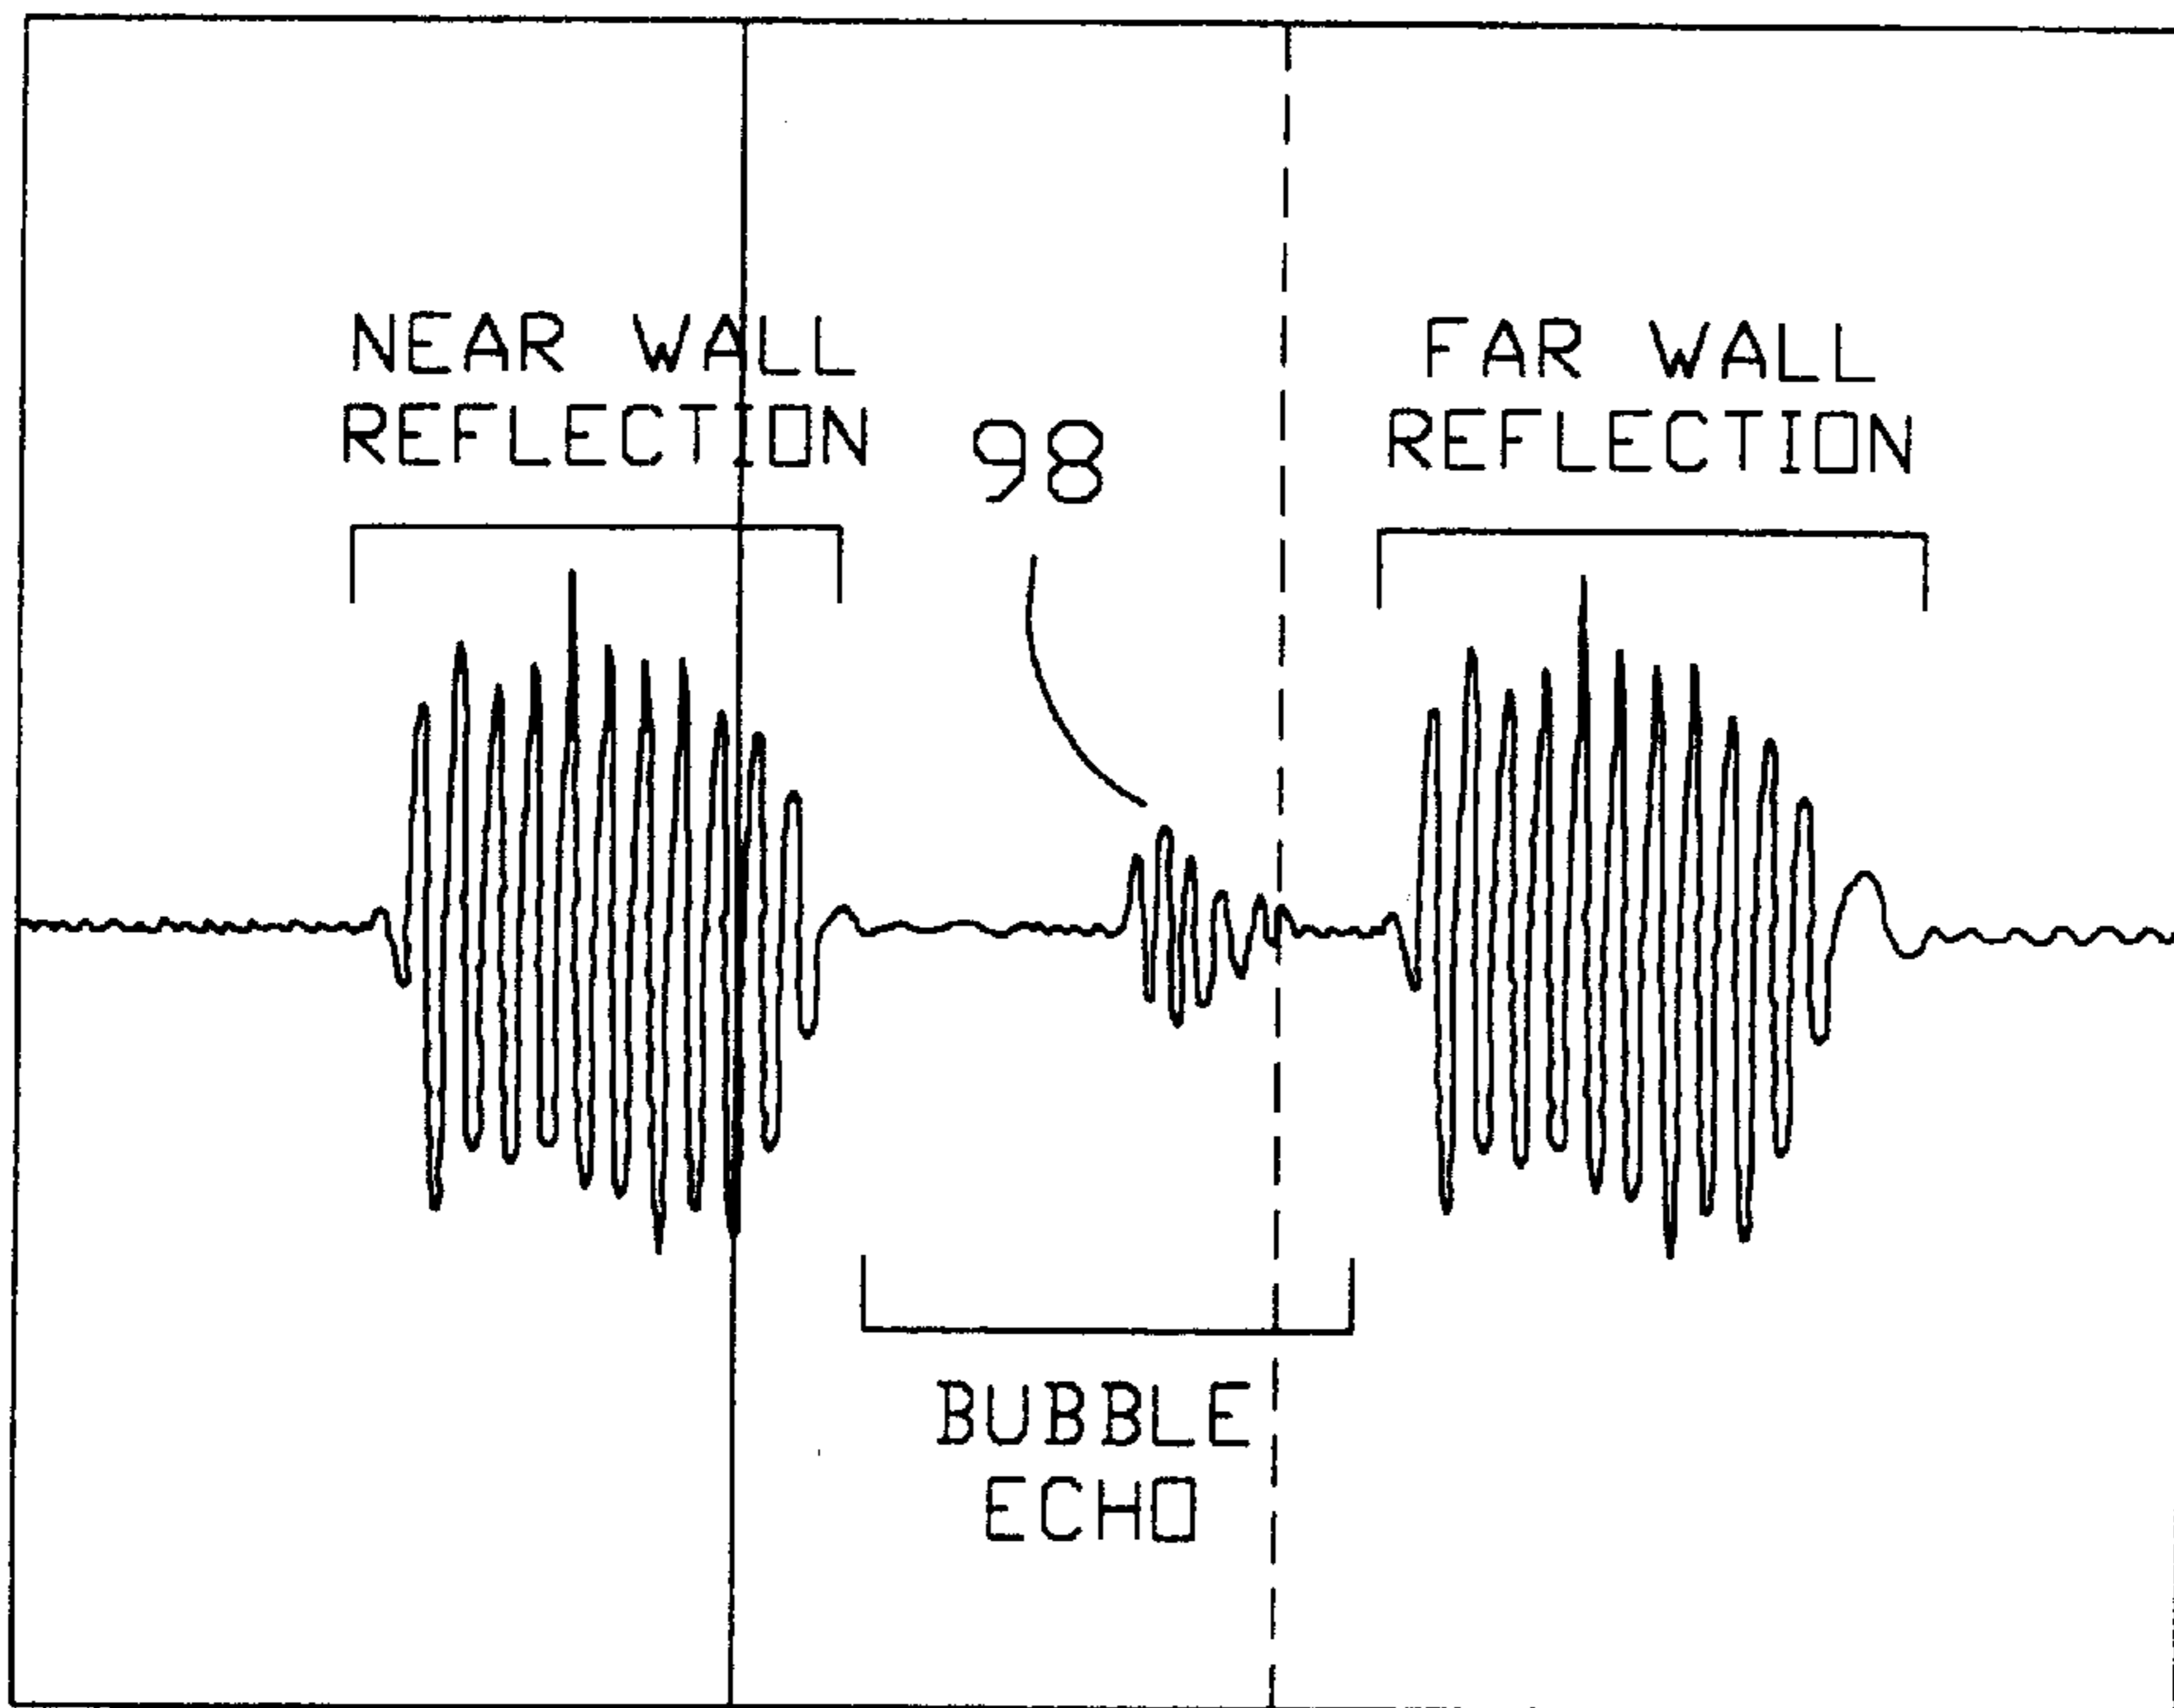 NEAR WALL
REFLECTION
98
FAR WALL
REFLECTION
BUBBLE
ECHO